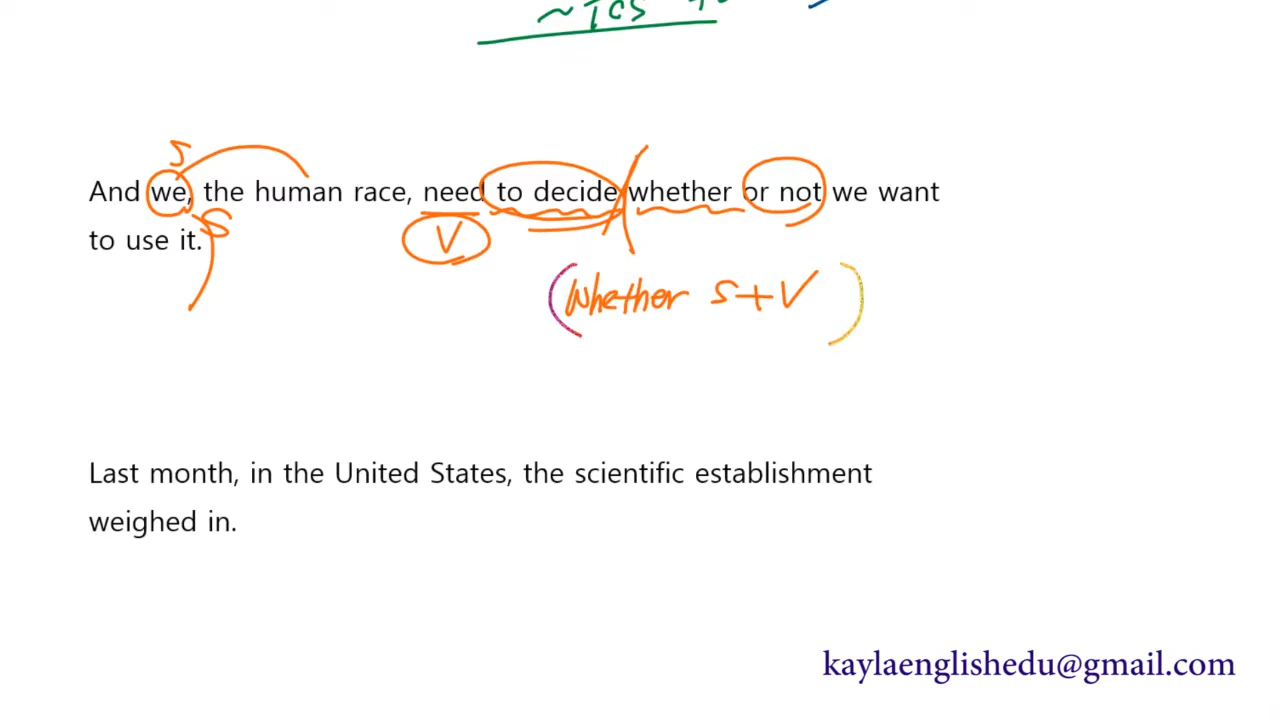 ~ics
S
And we, the human race, need to decide whether or not we want
to use it.
V
whether S+V
Last month, in the United States, the scientific establishment
weighed in.
kaylaenglishedu@gmail.com